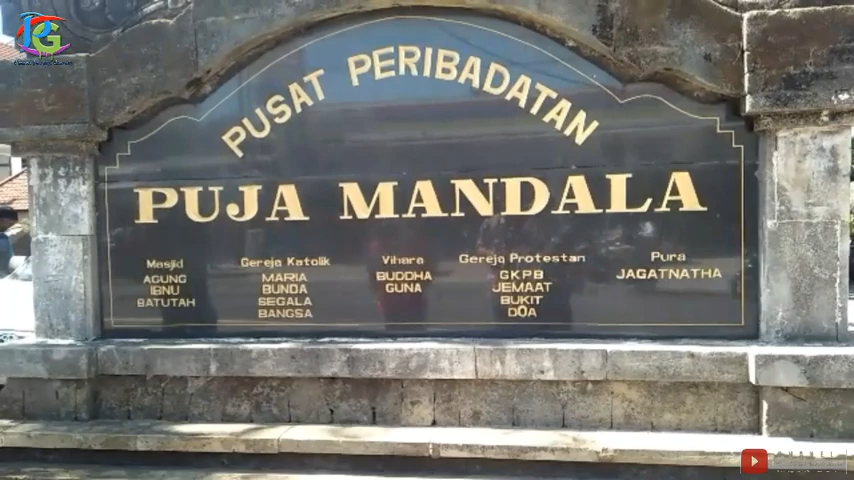 PUSAT PERIBADATAN
PUJA MANDALA
Masjid
AGUNG
IBNU
BATUTAH
Gereja Katolik
MARIA
BUNDA
SEGALA
BANGSA
Vihara
BUDDHA
GUNA
Gereja Protestan
GKPB
JEMAAT
BUKIT
DOA
Pura
JAGATNATHA